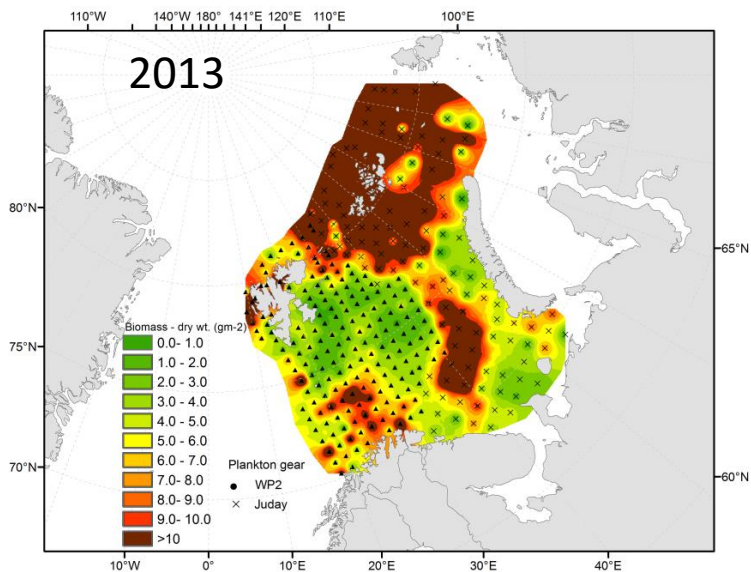 110°W 140°W 180° 141°E 110°E 100°E
2013
80°N
65°N
75°N
70°N
60°N
Biomass - dry wt. (gm-2)
0.0- 1.0
1.0 - 2.0
2.0 - 3.0
3.0 - 4.0
4.0 - 5.0
5.0 - 6.0
6.0 - 7.0
7.0- 8.0
8.0- 9.0
9.0- 10.0
>10
Plankton gear
WP2
Juday
10°W 0° 10°E 20°E 30°E 40°E